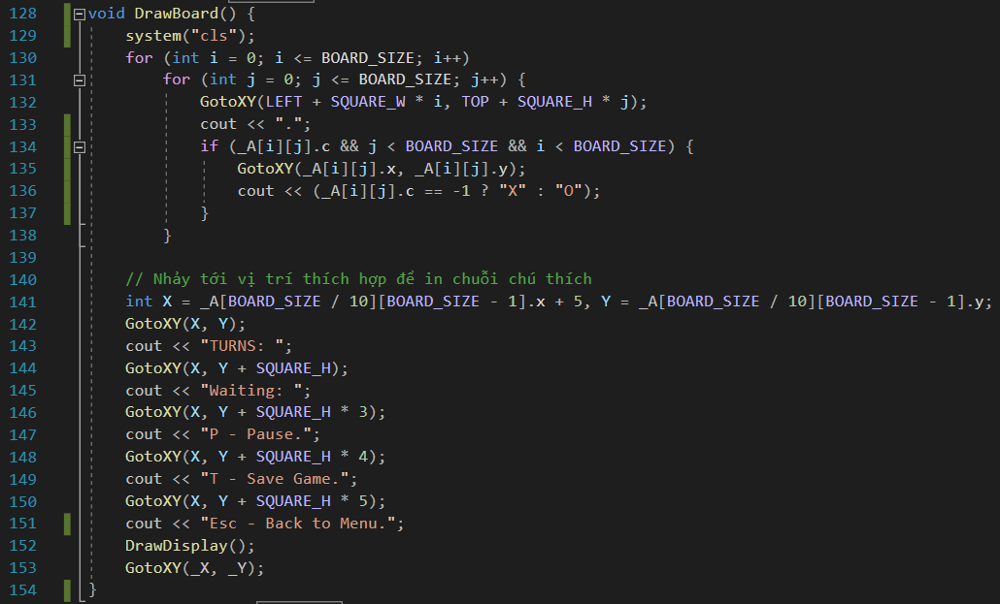 128 void DrawBoard() {
129 system("cls");
130 for (int i = 0; i <= BOARD_SIZE; i++)
131 for (int j = 0; j <= BOARD_SIZE; j++) {
132 GotoXY(LEFT + SQUARE_W * i, TOP + SQUARE_H * j);
133 cout << ".";
134 if (_A[i][j].c && j < BOARD_SIZE && i < BOARD_SIZE) {
135 GotoXY(_A[i][j].x, _A[i][j].y);
136 cout << (_A[i][j].c == -1 ? "X" : "O");
137 }
138 }
139
140 // Nhảy tới vị trí thích hợp để in chuỗi chú thích
141 int X = _A[BOARD_SIZE / 10][BOARD_SIZE - 1].x + 5, Y = _A[BOARD_SIZE / 10][BOARD_SIZE - 1].y;
142 GotoXY(X, Y);
143 cout << "TURNS: ";
144 GotoXY(X, Y + SQUARE_H);
145 cout << "Waiting: ";
146 GotoXY(X, Y + SQUARE_H * 3);
147 cout << "P - Pause.";
148 GotoXY(X, Y + SQUARE_H * 4);
149 cout << "T - Save Game.";
150 GotoXY(X, Y + SQUARE_H * 5);
151 cout << "Esc - Back to Menu.";
152 DrawDisplay();
153 GotoXY(_X, _Y);
154 }